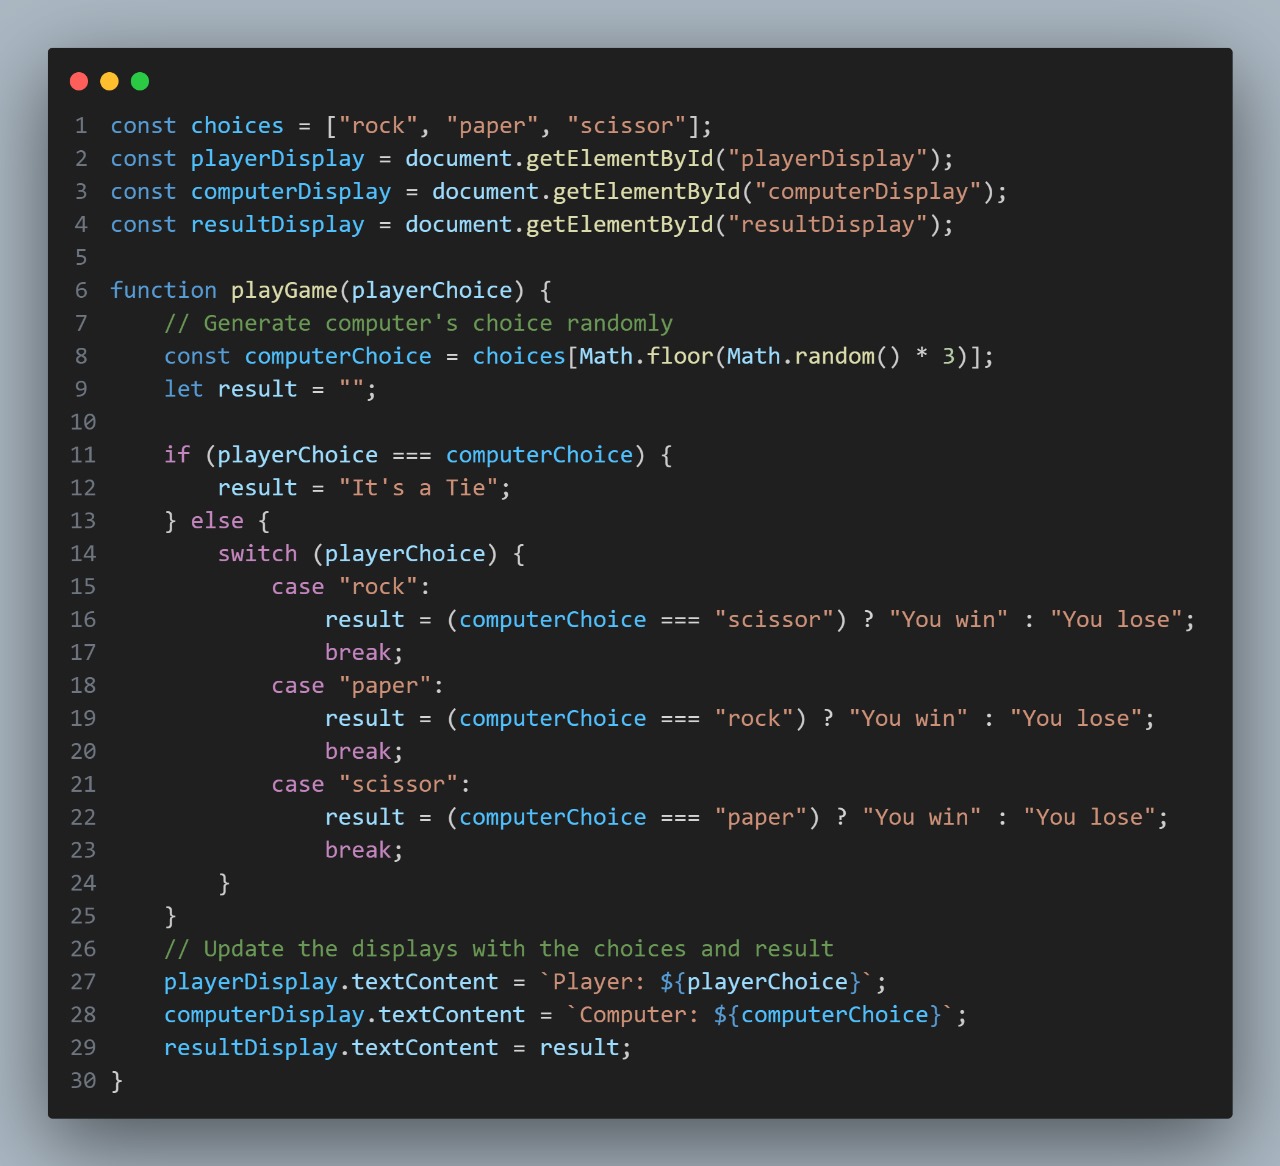 1 const choices = ["rock", "paper", "scissor"];
2 const playerDisplay = document.getElementById("playerDisplay");
3 const computerDisplay = document.getElementById("computerDisplay");
4 const resultDisplay = document.getElementById("resultDisplay");
5
6 function playGame(playerChoice) {
7     // Generate computer's choice randomly
8     const computerChoice = choices[Math.floor(Math.random() * 3)];
9     let result = "";
10
11     if (playerChoice === computerChoice) {
12         result = "It's a Tie";
13     } else {
14         switch (playerChoice) {
15             case "rock":
16                 result = (computerChoice === "scissor") ? "You win" : "You lose";
17                 break;
18             case "paper":
19                 result = (computerChoice === "rock") ? "You win" : "You lose";
20                 break;
21             case "scissor":
22                 result = (computerChoice === "paper") ? "You win" : "You lose";
23                 break;
24         }
25     }
26     // Update the displays with the choices and result
27     playerDisplay.textContent = `Player: ${playerChoice}`;
28     computerDisplay.textContent = `Computer: ${computerChoice}`;
29     resultDisplay.textContent = result;
30 }